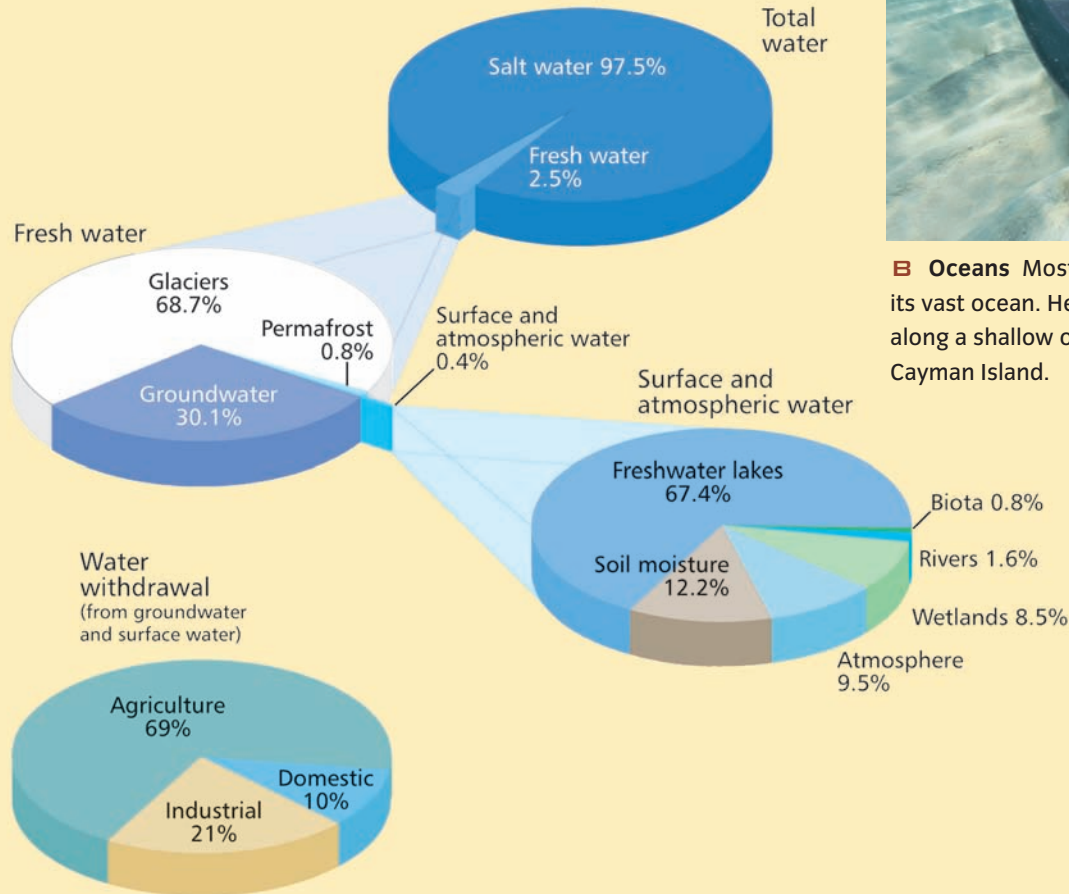 Total
water
Salt water 97.5%
Fresh water
2.5%
Fresh water
Glaciers
68.7%
Permafrost
0.8%
Groundwater
30.1%
Surface and
atmospheric water
0.4%
Surface and
atmospheric water
Freshwater lakes
67.4%
Soil moisture
12.2%
Biota 0.8%
Rivers 1.6%
Wetlands 8.5%
Atmosphere
9.5%
Water
withdrawal
(from groundwater
and surface water)
Agriculture
69%
Domestic
10%
Industrial
21%
B Oceans Most
its vast ocean. He
along a shallow
Cayman Island.